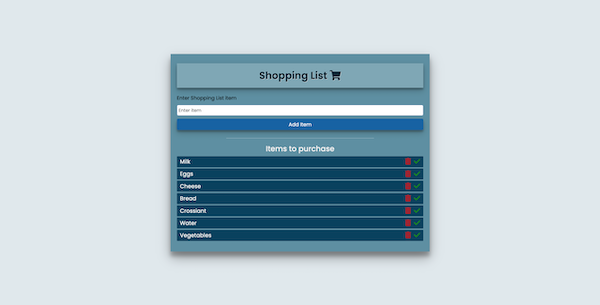 Shopping List
Enter Shopping List Item
Enter item
Add Item
Items to purchase
Milk
Eggs
Cheese
Bread
Crossiant
Water
Vegetables